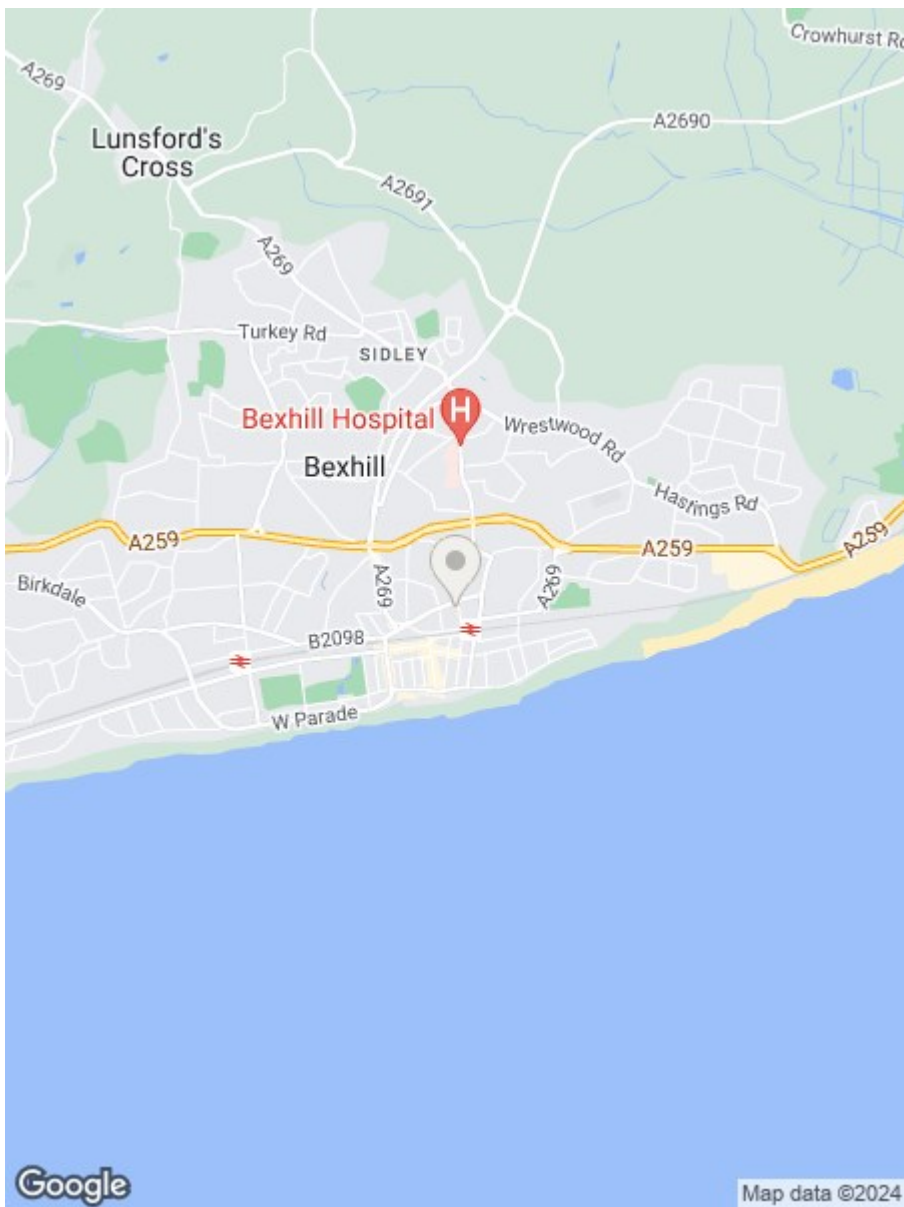 Crowhurst Rd
A269
A2690
Lunsford's
Cross
A2691
A269
Turkey Rd
SIDLEY
Bexhill Hospital
H
Wrestwood Rd
Bexhill
Hastings Rd
A259
A259
A259
Birkdale
A269
A269
B2098
W Parade
Google
Map data ©2024